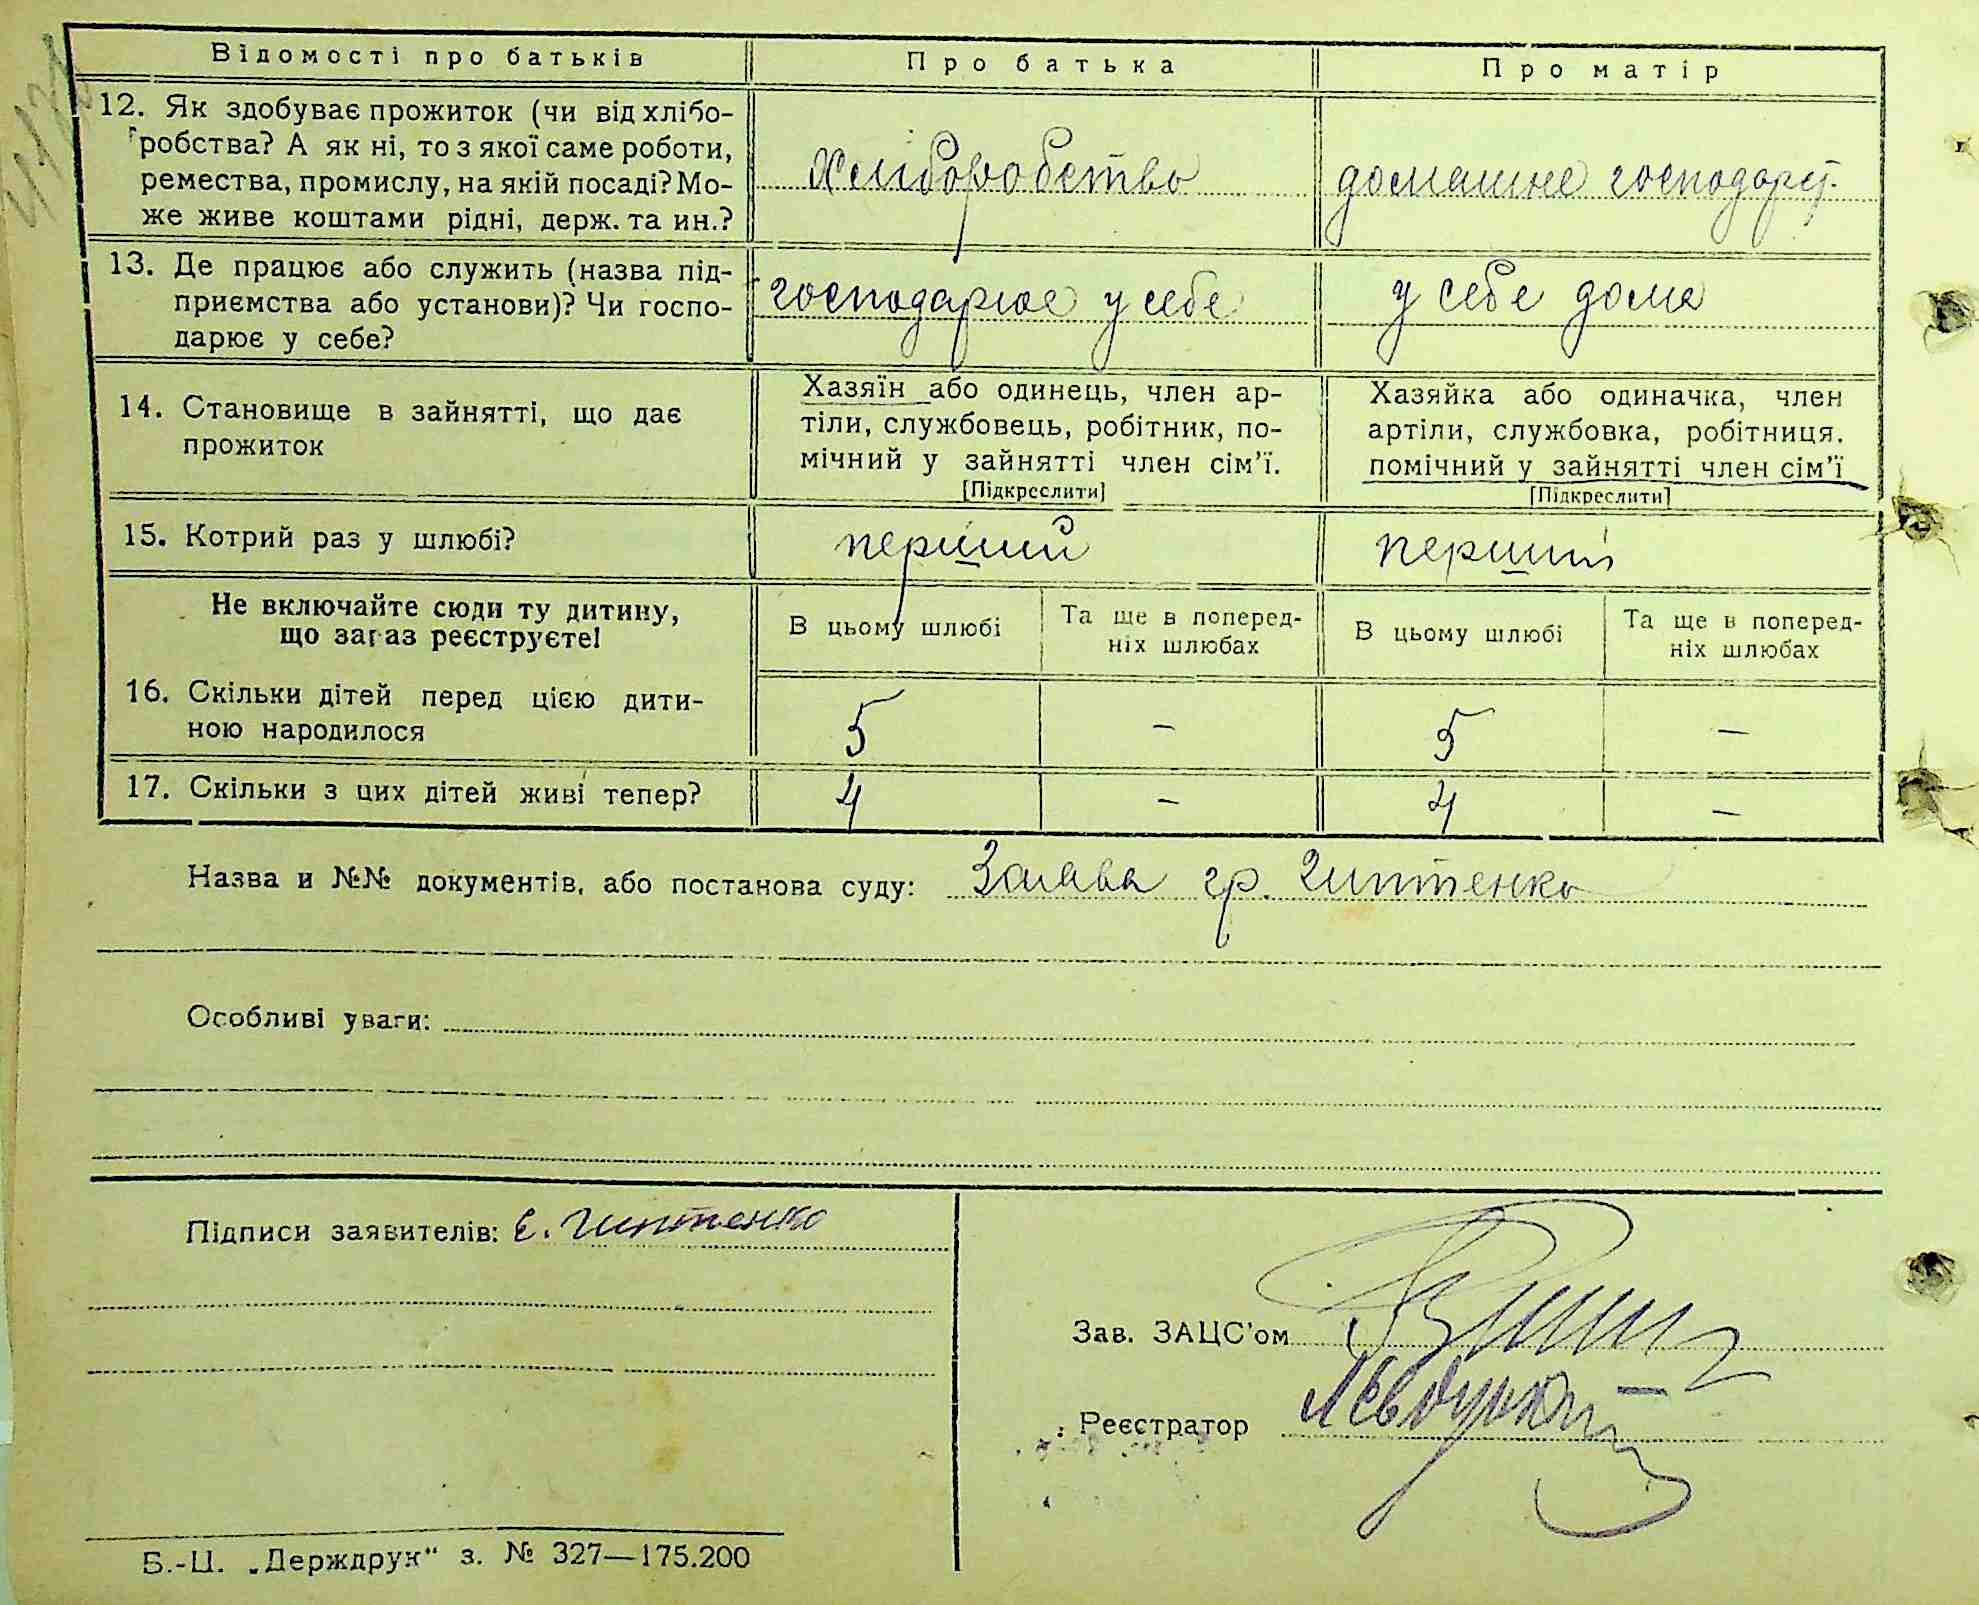 Відомості про батьків
Про батька
Про матір
12. Як здобуває прожиток (чи від хлібо-
робства? А як ні, то з якої саме роботи,
ремества, промислу, на якій посаді? Мо-
же живе коштами рідні, держ. та ин.?
хліборобство
домашнє господарст.
13. Де працює або служить (назва під-
приємства або установи)? Чи госпо-
дарює у себе?
господарює у себе
у себе дома
14. Становище в зайнятті, що дає
прожиток
Хазяїн або одинець, член ар-
тіли, службовець, робітник, по-
мічний у зайнятті член сім'ї.
[Підкреслити]
Хазяйка або одиначка, член
артіли, службовка, робітниця.
помічний у зайнятті член сім'ї
[Підкреслити]
15. Котрий раз у шлюбі?
перший
перший
Не включайте сюди ту дитину,
що зараз реєструєте!
В цьому шлюбі
Та ще в поперед-
ніх шлюбах
В цьому шлюбі
Та ще в поперед-
ніх шлюбах
16. Скільки дітей перед цією дити-
ною народилося
5 – 5 –
17. Скільки з цих дітей живі тепер?
4 – 4 –
Назва и №№ документів, або постанова суду: Заява гр.
Особливі уваги:
Підписи заявителів: Є.
Зав. ЗАЦС'ом
Реєстратор
Б.-Ц. „Держдрук" з. № 327—175.200